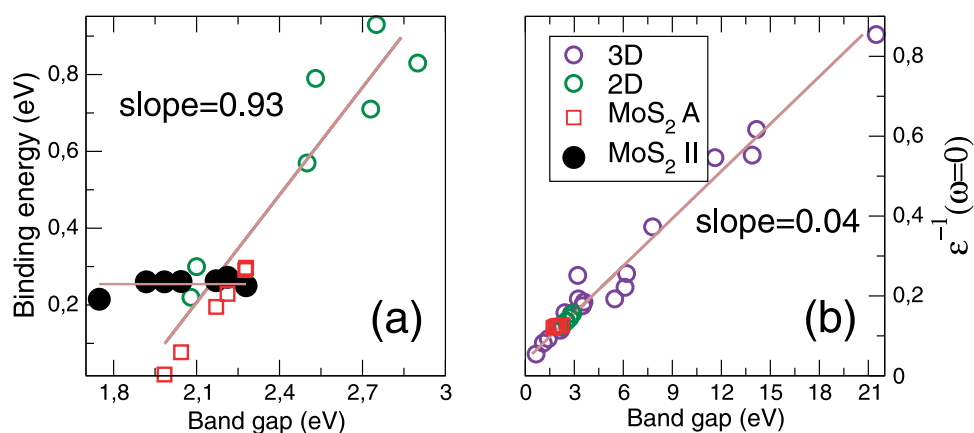 Binding energy (eV)
0,8
0,6
0,4
0,2
slope=0.93
(a)
1,8
2,1
2,4
2,7
3
Band gap (eV)
3D
2D
MoS₂ A
MoS₂ II
slope=0.04
(b)
0
3
6
9
12
15
18
21
Band gap (eV)
0,8
0,6
0,4
0,2
0
ε⁻¹(ω=0)